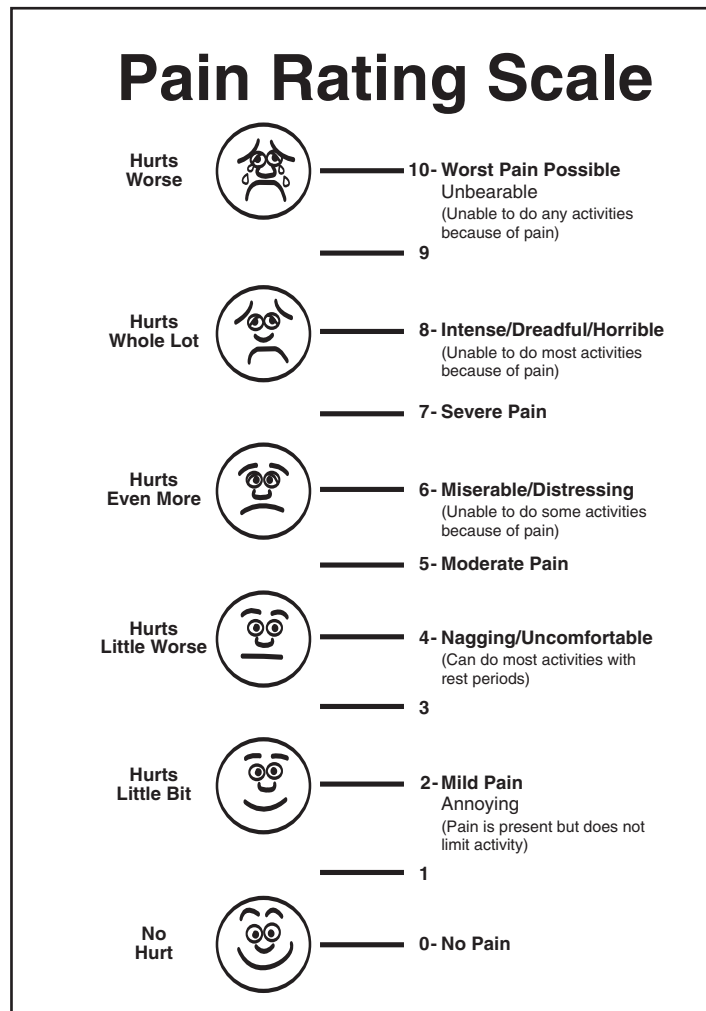 Pain Rating Scale
Hurts
Worse
10- Worst Pain Possible
Unbearable
(Unable to do any activities
because of pain)
9
Hurts
Whole Lot
8- Intense/Dreadful/Horrible
(Unable to do most activities
because of pain)
7- Severe Pain
Hurts
Even More
6- Miserable/Distressing
(Unable to do some activities
because of pain)
5- Moderate Pain
Hurts
Little Worse
4- Nagging/Uncomfortable
(Can do most activities with
rest periods)
3
Hurts
Little Bit
2- Mild Pain
Annoying
(Pain is present but does not
limit activity)
1
No
Hurt
0- No Pain